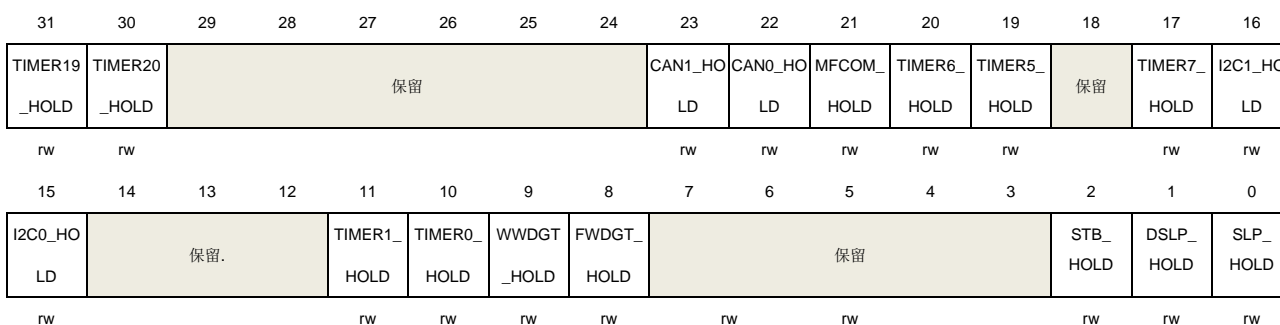 31 30 29 28 27 26 25 24 23 22 21 20 19 18 17 16
TIMER19 TIMER20 保留 CAN1_HO CAN0_HO MFCOM_ TIMER6_ TIMER5_ 保留 TIMER7_ I2C1_HO
_HOLD _HOLD LD LD HOLD HOLD HOLD HOLD LD
rw rw rw rw rw rw rw rw rw
15 14 13 12 11 10 9 8 7 6 5 4 3 2 1 0
I2C0_HO 保留. TIMER1_ TIMER0_ WWDGT FWDGT_ 保留 STB_ DSLP_ SLP_
LD HOLD HOLD _HOLD HOLD HOLD HOLD HOLD
rw rw rw rw rw rw rw rw rw rw